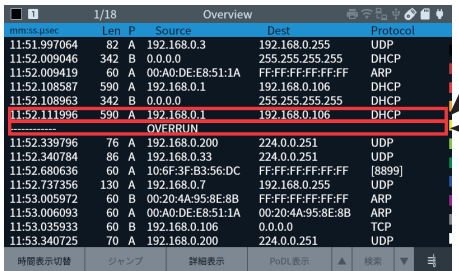 1 1/18 Overview
mm:ss.µsec Len P Source Dest Protocol
11:51.997064 82 A 192.168.0.3 192.168.0.255 UDP
11:52.009046 342 B 0.0.0.0 255.255.255.255 DHCP
11:52.009419 60 A 00:A0:DE:E8:51:1A FF:FF:FF:FF:FF:FF ARP
11:52.108587 590 A 192.168.0.1 192.168.0.106 DHCP
11:52.108963 342 B 0.0.0.0 255.255.255.255 DHCP
11:52.111996 590 A 192.168.0.1 192.168.0.106 DHCP
------------ OVERRUN
11:52.339796 76 A 192.168.0.200 224.0.0.251 UDP
11:52.340784 86 A 192.168.0.33 224.0.0.251 UDP
11:52.680636 60 A 10:6F:3F:B3:56:DC FF:FF:FF:FF:FF:FF [8899]
11:52.737356 130 A 192.168.0.7 192.168.0.255 UDP
11:53.005972 60 B 00:20:4A:95:8E:8B FF:FF:FF:FF:FF:FF ARP
11:53.006093 60 A 00:A0:DE:E8:51:1A 00:20:4A:95:8E:8B ARP
11:53.035933 60 B 192.168.0.106 0.0.0.0 TCP
11:53.340725 70 A 192.168.0.200 224.0.0.251 UDP
時間表示切替 ジャンプ 詳細表示 PoDL表示 ▲ 検索 ▼